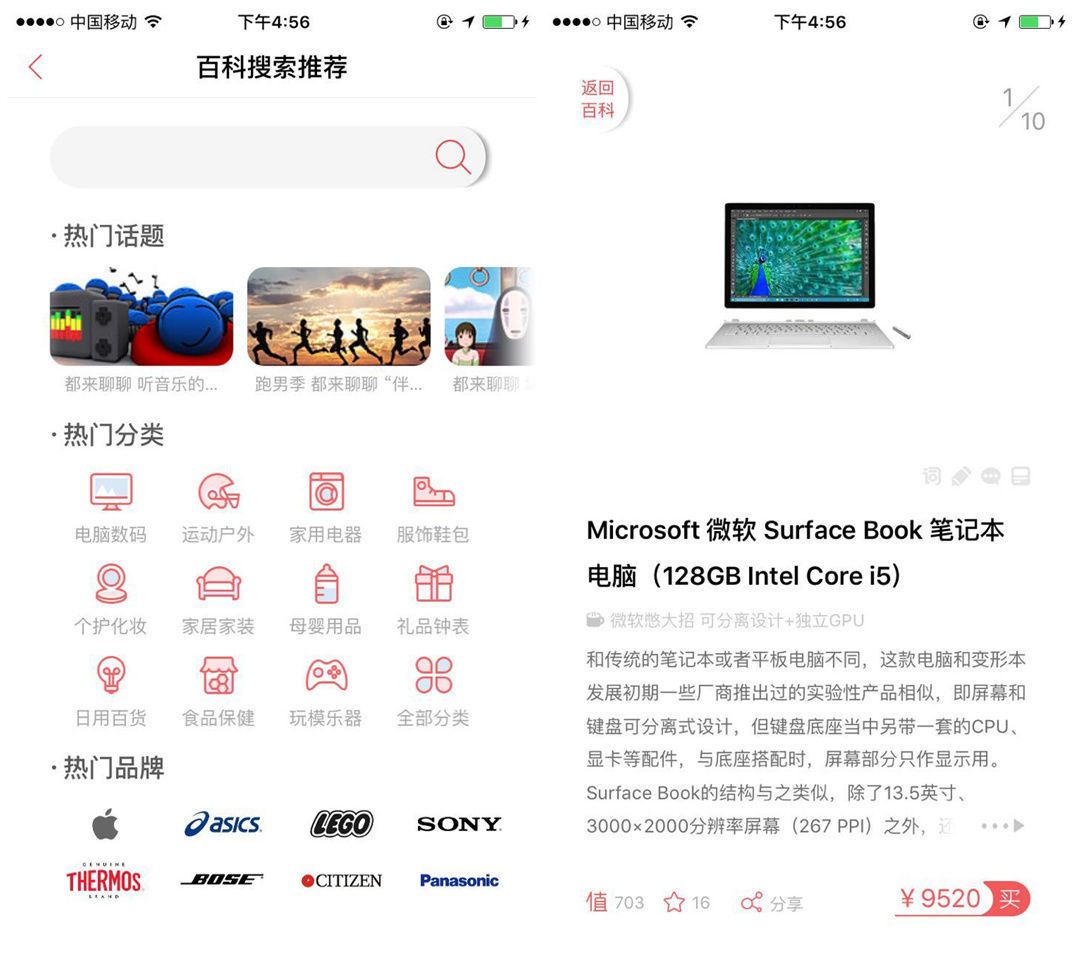 中国移动 下午4:56
百科搜索推荐
· 热门话题
都来聊聊 听音乐的...
跑男季 都来聊聊 “伴...
都来聊聊
· 热门分类
电脑数码 运动户外 家用电器 服饰鞋包
个护化妆 家居家装 母婴用品 礼品钟表
日用百货 食品保健 玩模乐器 全部分类
· 热门品牌
asics LEGO SONY
GENUINE
THERMOS
BRAND
BOSE CITIZEN Panasonic
中国移动 下午4:56
返回
百科
1/10
词
Microsoft 微软 Surface Book 笔记本
电脑（128GB Intel Core i5）
微软憋大招 可分离设计+独立GPU
和传统的笔记本或者平板电脑不同，这款电脑和变形本
发展初期一些厂商推出过的实验性产品相似，即屏幕和
键盘可分离式设计，但键盘底座当中另带一套的CPU、
显卡等配件，与底座搭配时，屏幕部分只作显示用。
Surface Book的结构与之类似，除了13.5英寸、
3000×2000分辨率屏幕（267 PPI）之外，还
值 703 16 分享
¥ 9520 买